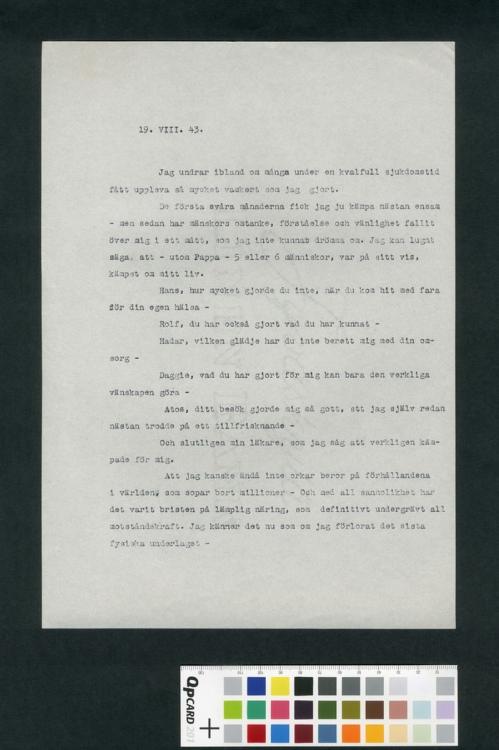 19. VIII. 43.
Jag undrar ibland om många under en kvalfull sjukdomstid
fått uppleva så mycket vackert som jag gjort.
De första svåra månaderna fick jag ju kämpa nästan ensam
- men sedan har mänskors omtanke, förståelse och vänlighet fallit
över mig i ett mått, som jag inte kunnat drömma om. Jag kan lugnt
säga, att - utom Pappa - 5 eller 6 människor, var på sitt vis,
kämpat om mitt liv.
Hans, hur mycket gjorde du inte, när du kom hit med fara
för din egen hälsa -
Rolf, du har också gjort vad du har kunnat -
Hadar, vilken glädje har du inte berett mig med din om-
sorg -
Daggie, vad du har gjort för mig kan bara den verkliga
vänskapen göra -
Atos, ditt besök gjorde mig så gott, att jag själv redan
nästan trodde på ett tillfrisknande -
Och slutligen min läkare, som jag såg att verkligen käm-
pade för mig.
Att jag kanske ändå inte orkar beror på förhållandena
i världen, som sopar bort millioner - Och med all sannolikhet har
det varit bristen på lämplig näring, som definitivt undergrävt all
motståndskraft. Jag känner det nu som om jag förlorat det sista
fysiska underlaget -
QPCARD 201